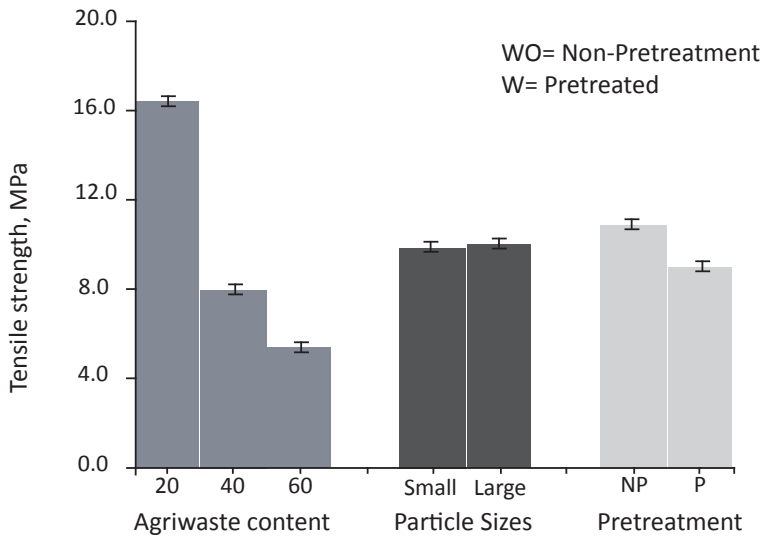 20.0
WO= Non-Pretreatment
W= Pretreated
16.0
12.0
8.0
4.0
0.0
Tensile strength, MPa
20 40 60 Small Large NP P
Agriwaste content Particle Sizes Pretreatment